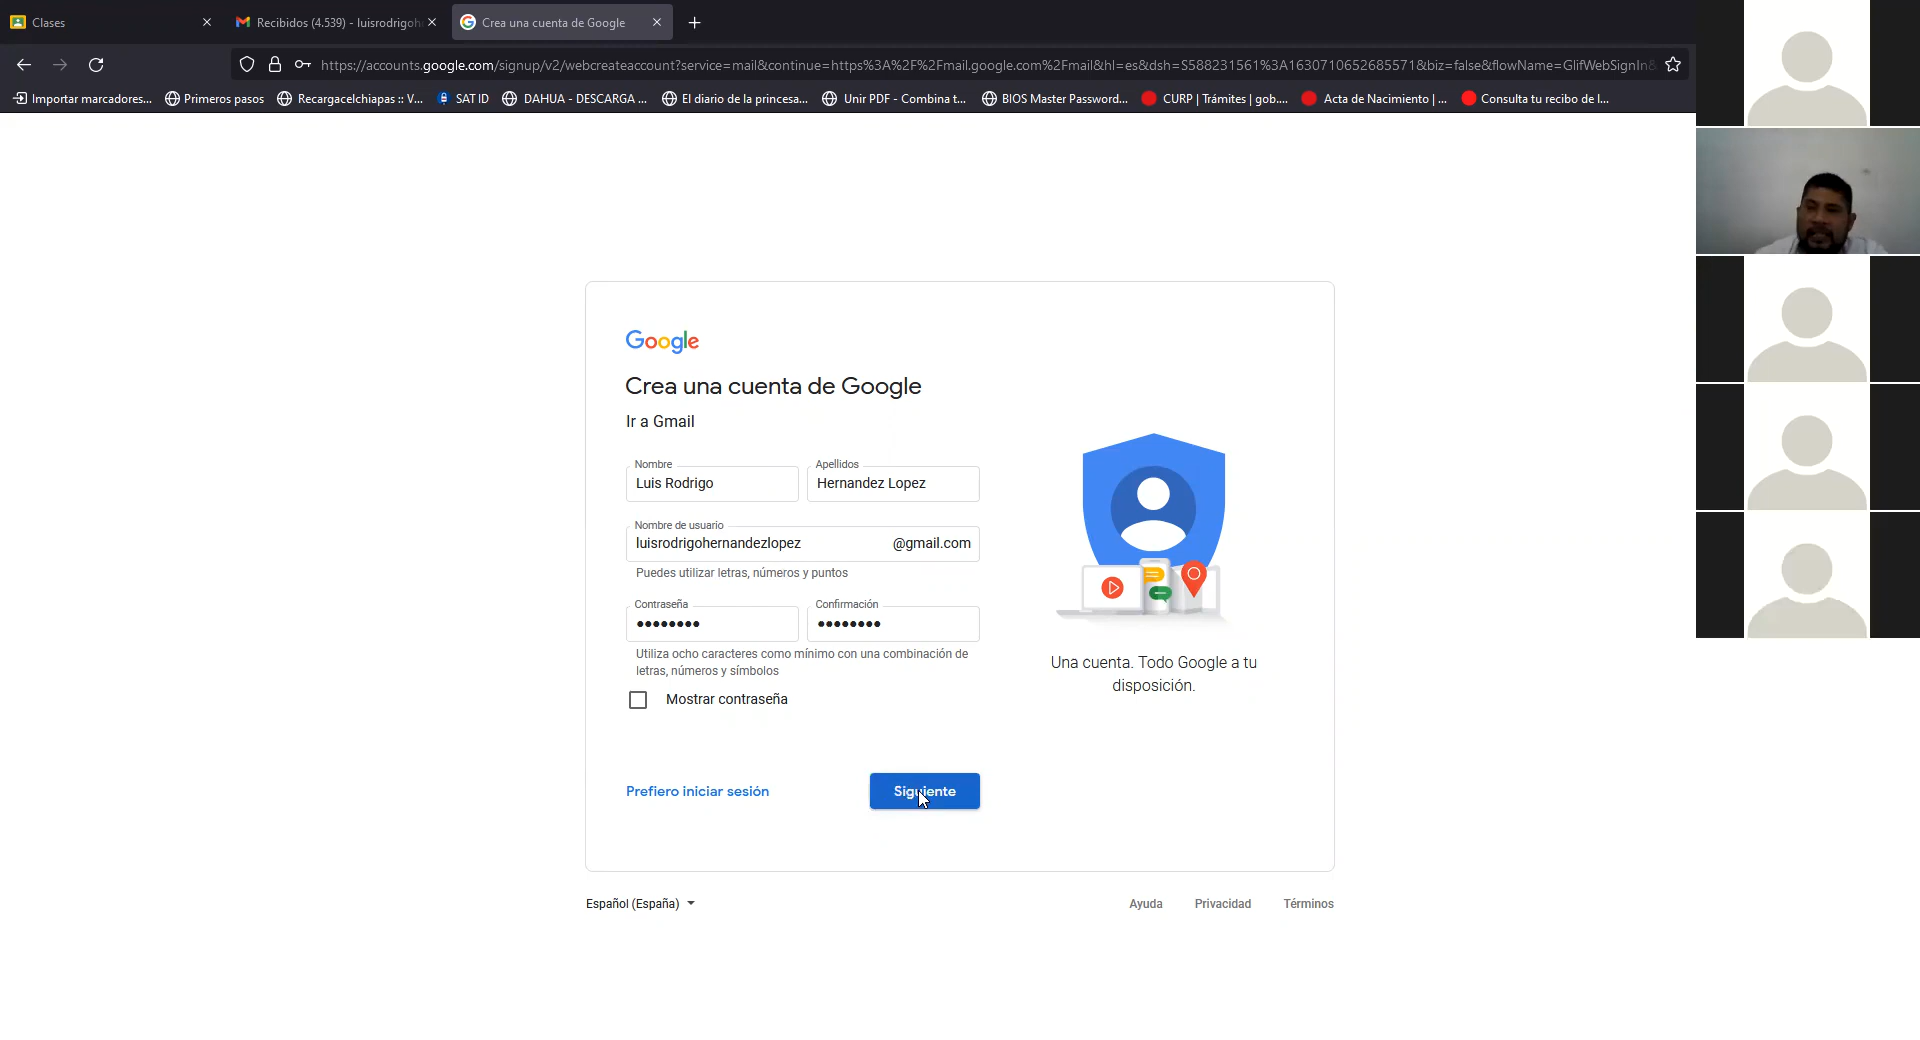 Clases
Recibidos (4.539) - luisrodrigoh
Crea una cuenta de Google
https://accounts.google.com/signup/v2/webcreateaccount?service=mail&continue=https%3A%2F%2Fmail.google.com%2Fmail&hl=es&dsh=S588231561%3A1630710652685571&biz=false&flowName=GlifWebSignIn&
Importar marcadores...
Primeros pasos
Recargacelchiapas :: V...
SAT ID
DAHUA - DESCARGA ...
El diario de la princesa...
Unir PDF - Combina t...
BIOS Master Password...
CURP | Trámites | gob....
Acta de Nacimiento | ...
Consulta tu recibo de l...
Google
Crea una cuenta de Google
Ir a Gmail
Nombre
Apellidos
Luis Rodrigo
Hernandez Lopez
Nombre de usuario
luisrodrigohernandezlopez @gmail.com
Puedes utilizar letras, números y puntos
Contraseña
Confirmación
••••••••
••••••••
Utiliza ocho caracteres como mínimo con una combinación de
letras, números y símbolos
Mostrar contraseña
Prefiero iniciar sesión
Siguiente
Una cuenta. Todo Google a tu
disposición.
Español (España)
Ayuda
Privacidad
Términos